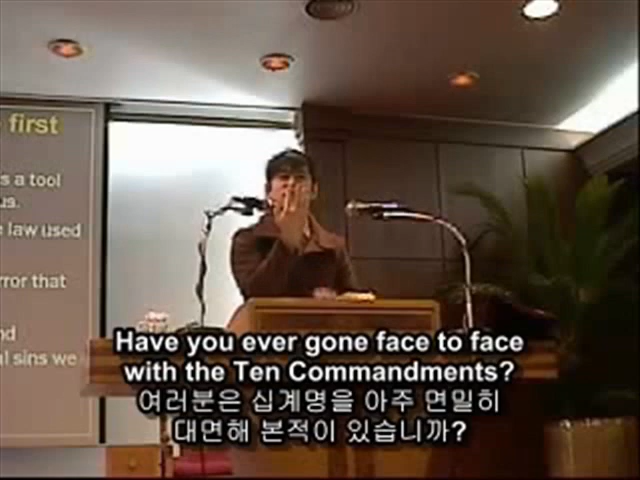 first
s a tool
us.
law used
rror that
nd
al sins we
Have you ever gone face to face
with the Ten Commandments?
여러분은 십계명을 아주 면밀히
대면해 본적이 있습니까?